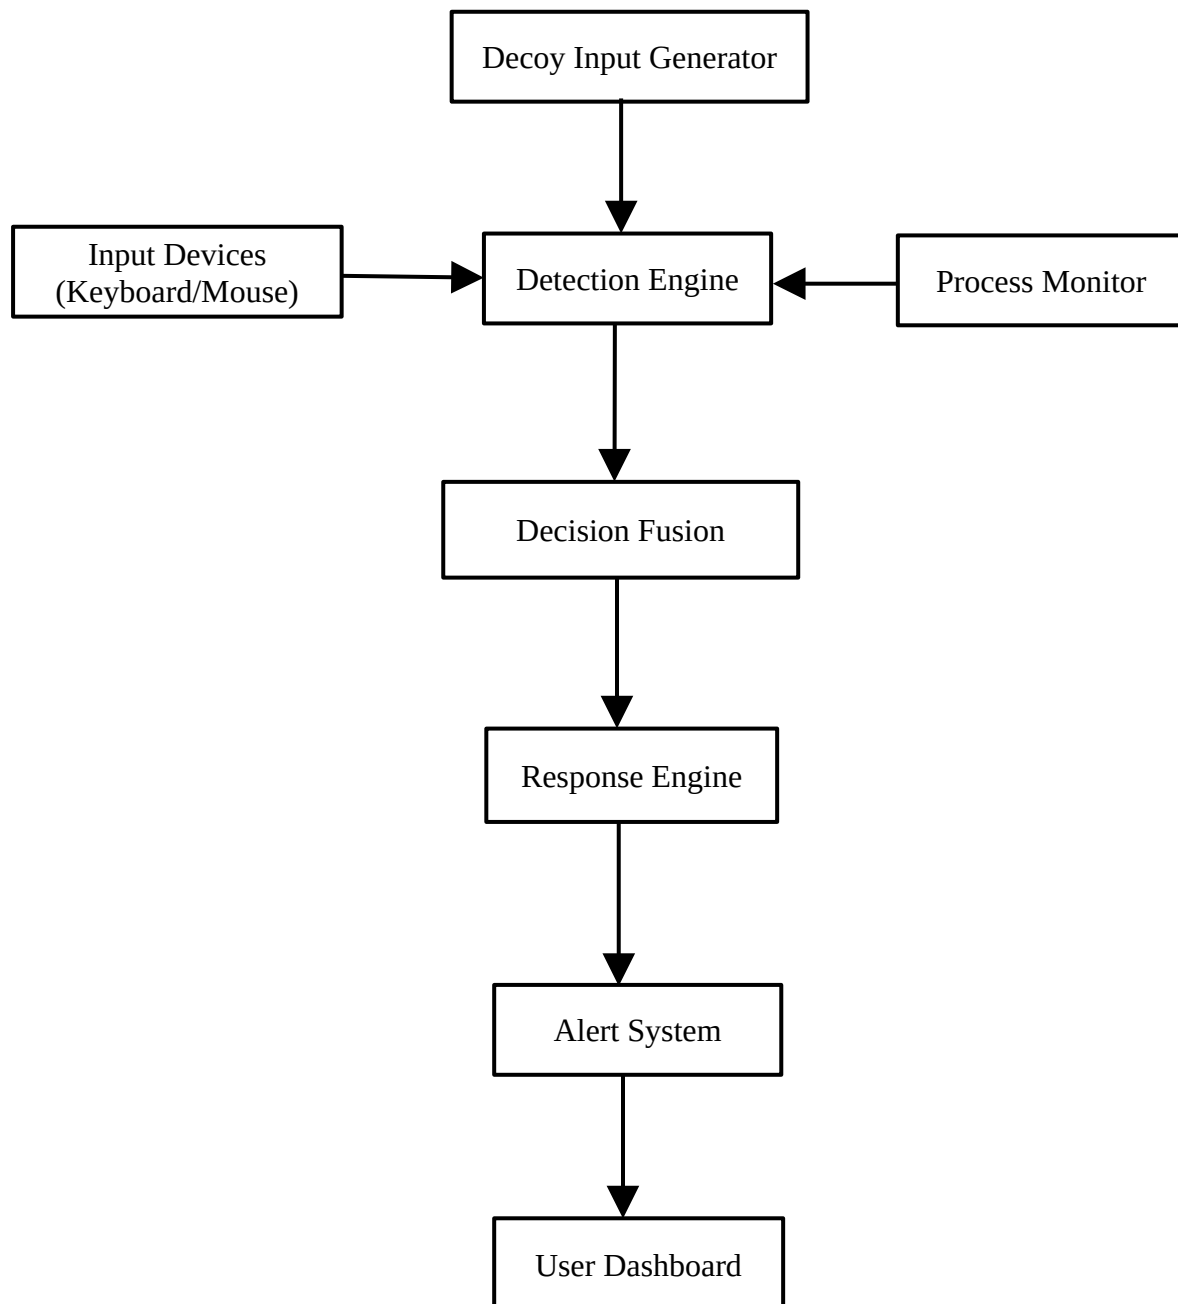 Decoy Input Generator
Input Devices
(Keyboard/Mouse)
Detection Engine
Process Monitor
Decision Fusion
Response Engine
Alert System
User Dashboard